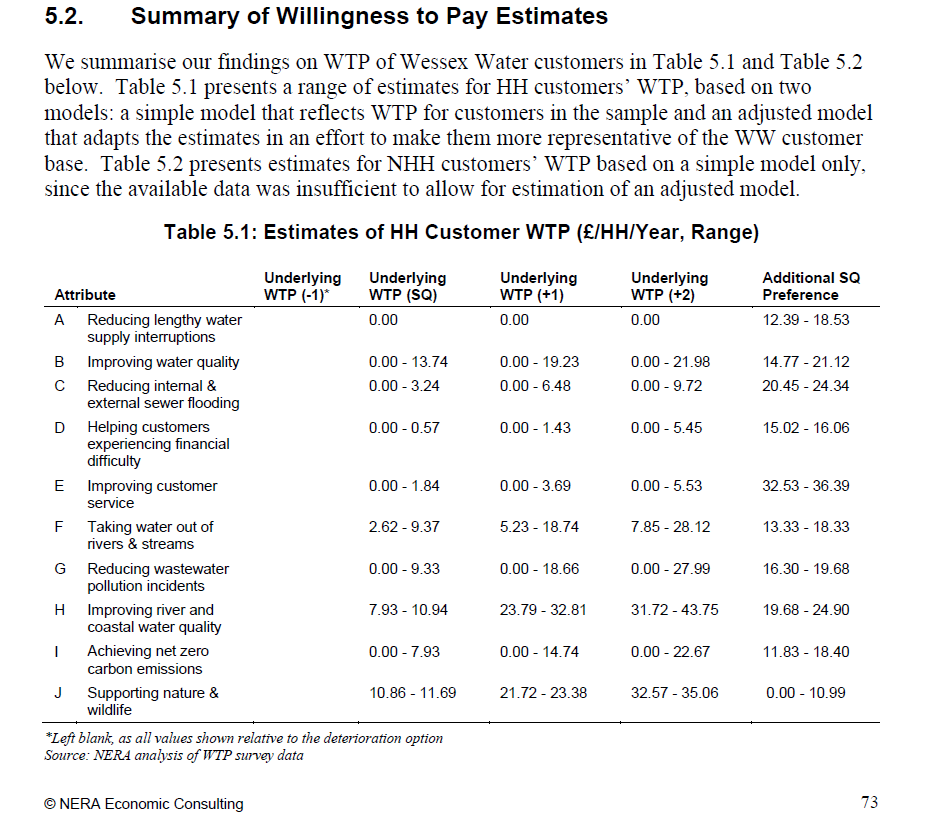 5.2. Summary of Willingness to Pay Estimates
We summarise our findings on WTP of Wessex Water customers in Table 5.1 and Table 5.2
below. Table 5.1 presents a range of estimates for HH customers' WTP, based on two
models: a simple model that reflects WTP for customers in the sample and an adjusted model
that adapts the estimates in an effort to make them more representative of the WW customer
base. Table 5.2 presents estimates for NHH customers' WTP based on a simple model only,
since the available data was insufficient to allow for estimation of an adjusted model.
Table 5.1: Estimates of HH Customer WTP (£/HH/Year, Range)
Underlying Underlying Underlying Underlying Additional SQ
Attribute WTP (-1)* WTP (SQ) WTP (+1) WTP (+2) Preference
A Reducing lengthy water 0.00 0.00 0.00 12.39 - 18.53
supply interruptions
B Improving water quality 0.00 - 13.74 0.00 - 19.23 0.00 - 21.98 14.77 - 21.12
C Reducing internal & 0.00 - 3.24 0.00 - 6.48 0.00 - 9.72 20.45 - 24.34
external sewer flooding
D Helping customers 0.00 - 0.57 0.00 - 1.43 0.00 - 5.45 15.02 - 16.06
experiencing financial
difficulty
E Improving customer 0.00 - 1.84 0.00 - 3.69 0.00 - 5.53 32.53 - 36.39
service
F Taking water out of 2.62 - 9.37 5.23 - 18.74 7.85 - 28.12 13.33 - 18.33
rivers & streams
G Reducing wastewater 0.00 - 9.33 0.00 - 18.66 0.00 - 27.99 16.30 - 19.68
pollution incidents
H Improving river and 7.93 - 10.94 23.79 - 32.81 31.72 - 43.75 19.68 - 24.90
coastal water quality
I Achieving net zero 0.00 - 7.93 0.00 - 14.74 0.00 - 22.67 11.83 - 18.40
carbon emissions
J Supporting nature & 10.86 - 11.69 21.72 - 23.38 32.57 - 35.06 0.00 - 10.99
wildlife
*Left blank, as all values shown relative to the deterioration option
Source: NERA analysis of WTP survey data
© NERA Economic Consulting 73